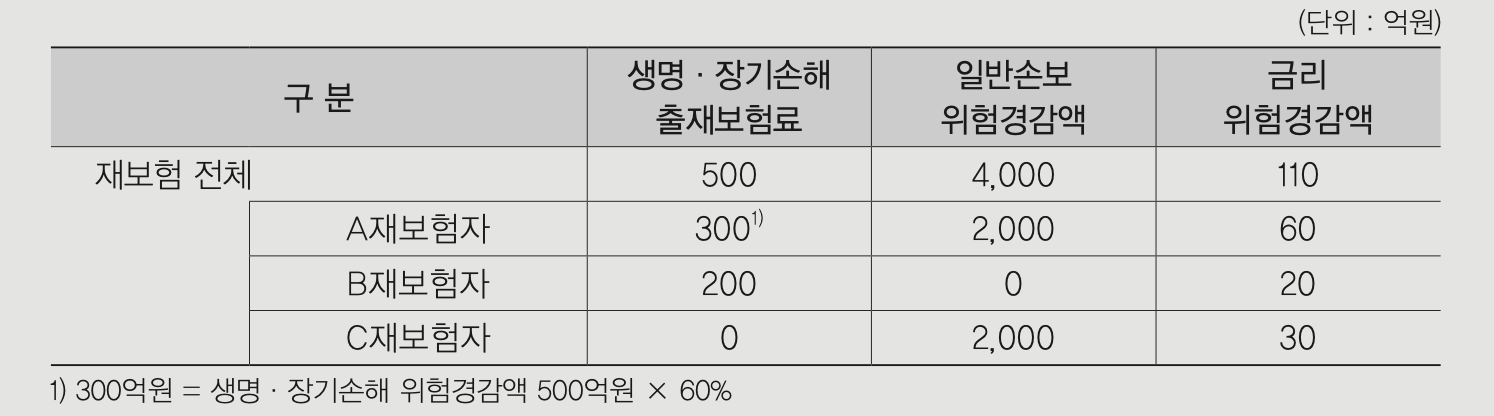 (단위 : 억원)
구 분 생명 · 장기손해 출재보험료 일반손보 위험경감액 금리 위험경감액
재보험 전체 500 4,000 110
A재보험자 300¹⁾ 2,000 60
B재보험자 200 0 20
C재보험자 0 2,000 30
1) 300억원 = 생명 · 장기손해 위험경감액 500억원 × 60%